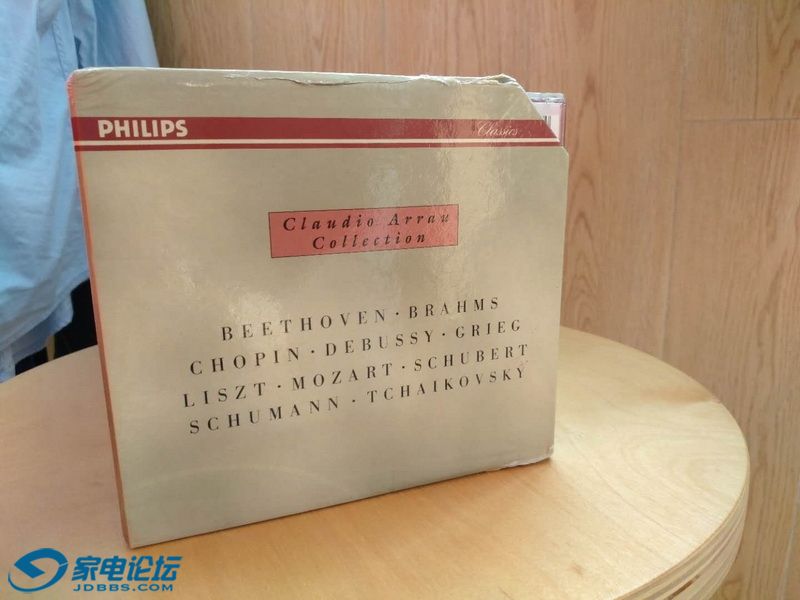 PHILIPS
Classics
Claudio Arrau
Collection
BEETHOVEN · BRAHMS
CHOPIN · DEBUSSY · GRIEG
LISZT · MOZART · SCHUBERT
SCHUMANN · TCHAIKOVSKY
家电论坛
JDBBS.COM